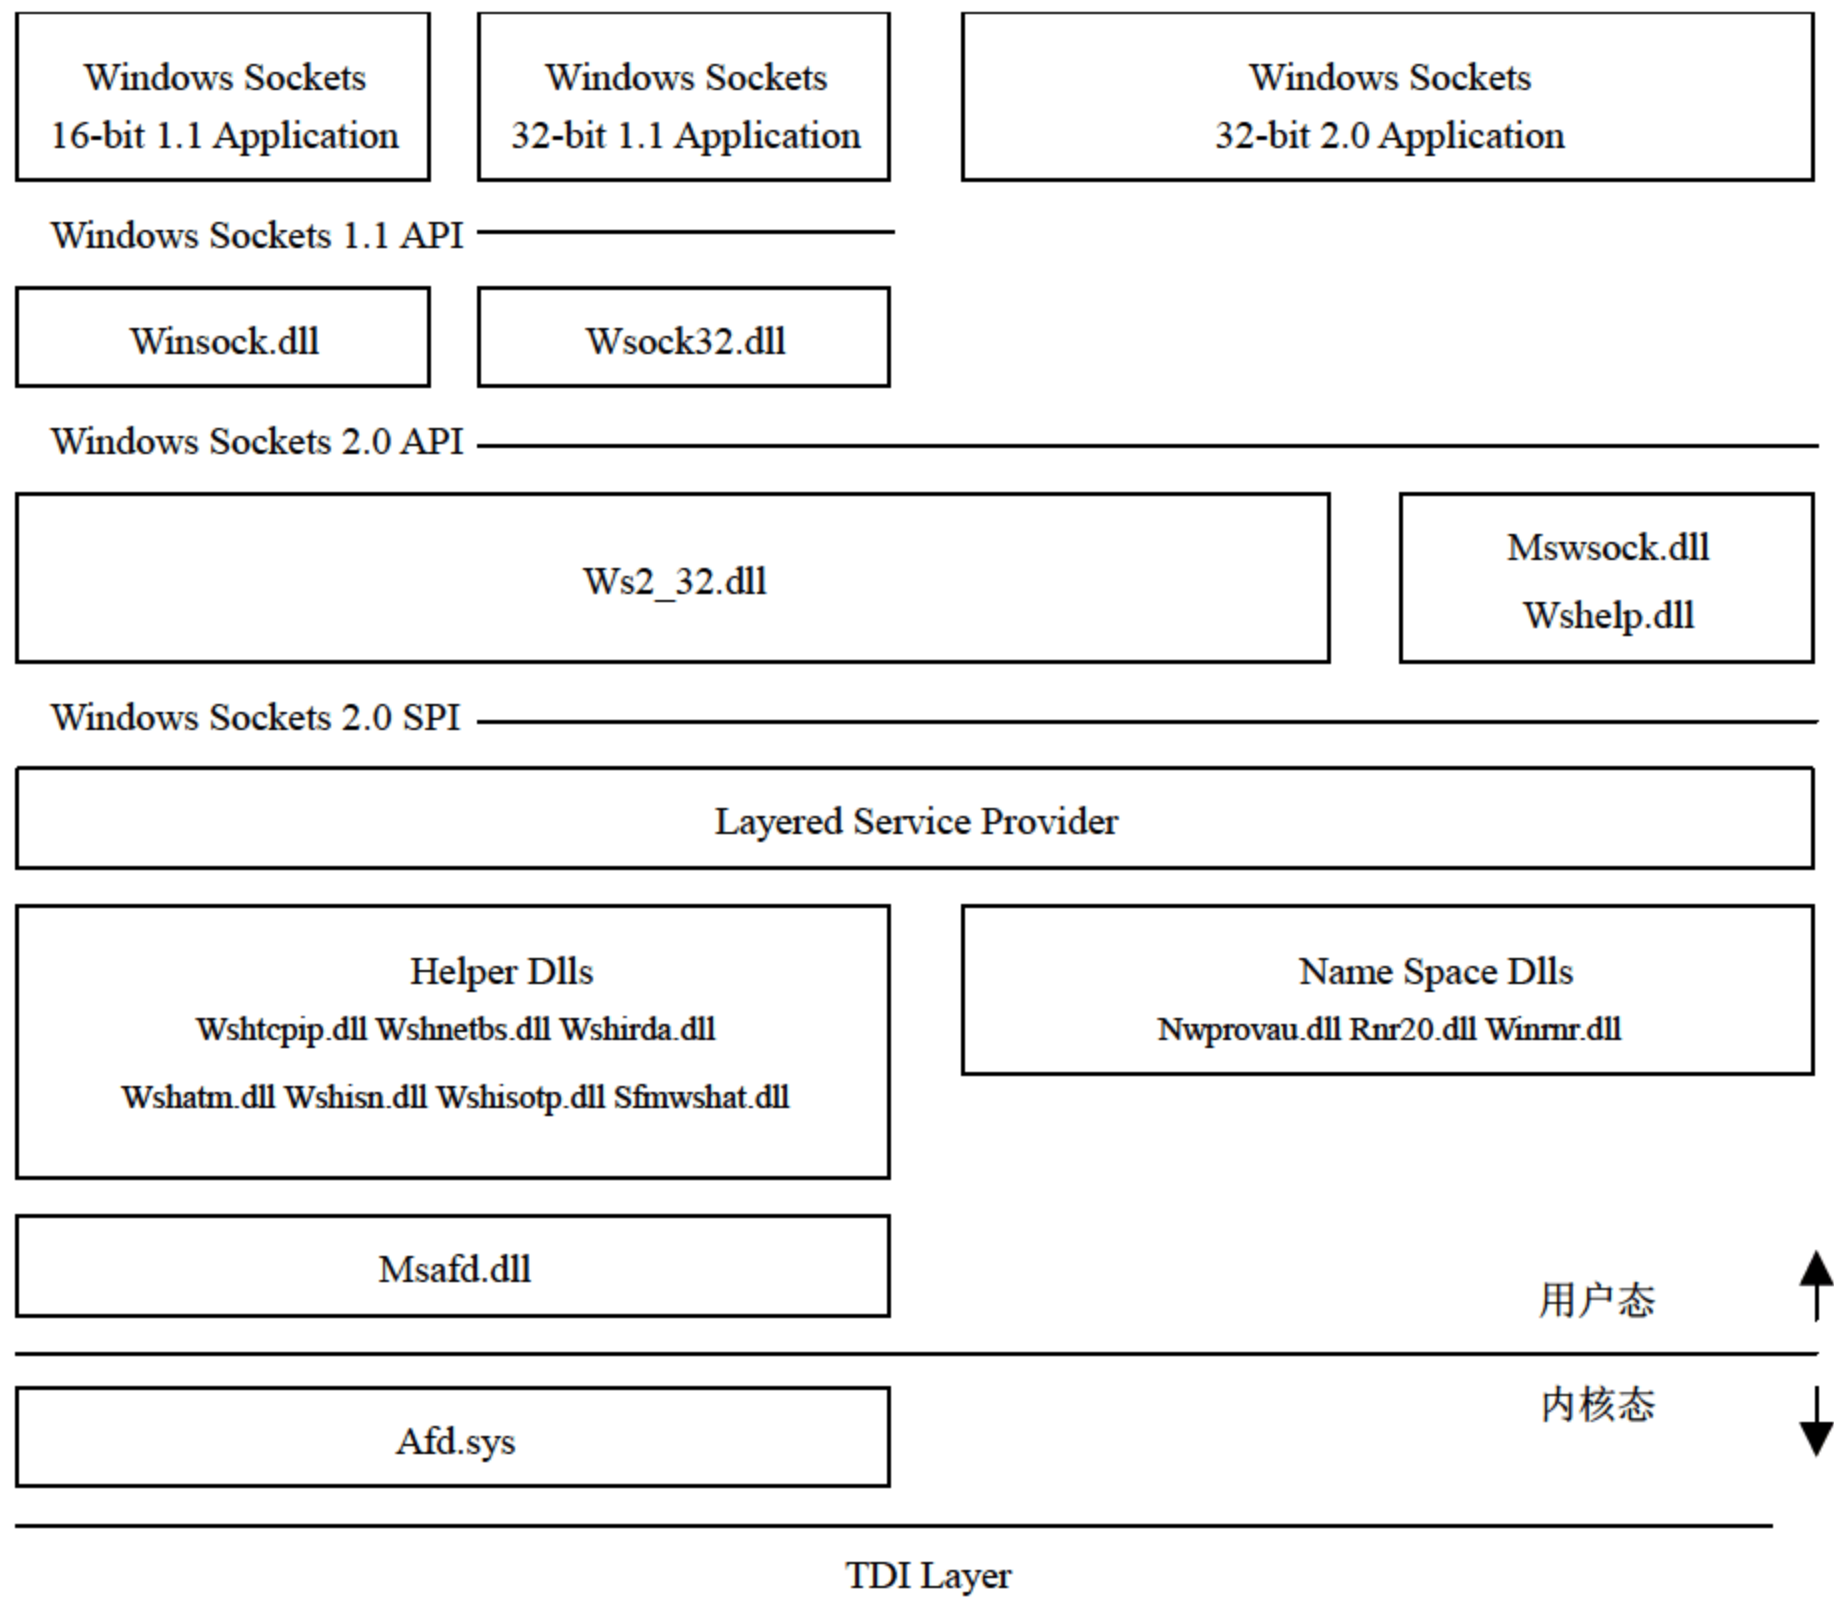 Windows Sockets
16-bit 1.1 Application
Windows Sockets
32-bit 1.1 Application
Windows Sockets
32-bit 2.0 Application
Windows Sockets 1.1 API
Winsock.dll
Wsock32.dll
Windows Sockets 2.0 API
Ws2_32.dll
Mswsock.dll
Wshelp.dll
Windows Sockets 2.0 SPI
Layered Service Provider
Helper Dlls
Wshtcpip.dll Wshnetbs.dll Wshirda.dll
Wshatm.dll Wshisn.dll Wshisotp.dll Sfmwshat.dll
Name Space Dlls
Nwprovau.dll Rnr20.dll Winrnr.dll
Msafd.dll
用户态
内核态
Afd.sys
TDI Layer